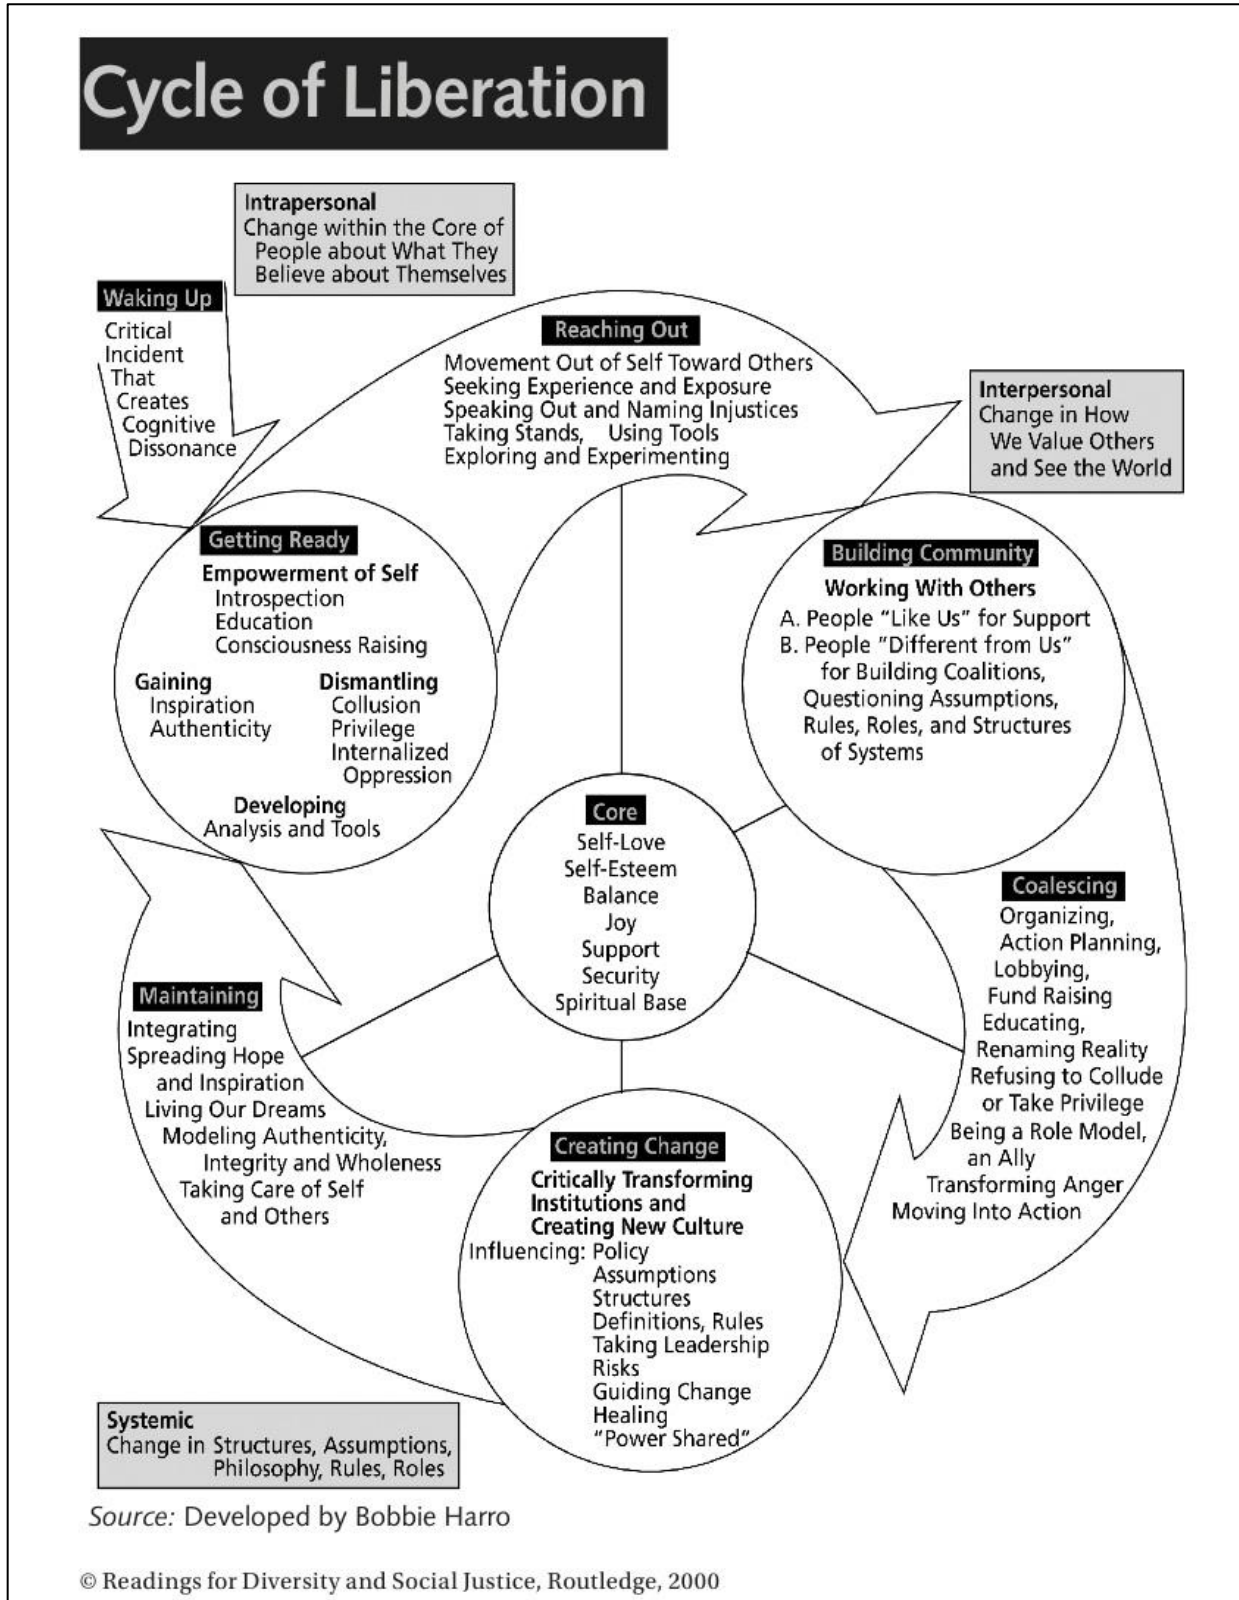 Cycle of Liberation
Intrapersonal
Change within the Core of
People about What They
Believe about Themselves
Waking Up
Critical
Incident
That
Creates
Cognitive
Dissonance
Reaching Out
Movement Out of Self Toward Others
Seeking Experience and Exposure
Speaking Out and Naming Injustices
Taking Stands, Using Tools
Exploring and Experimenting
Interpersonal
Change in How
We Value Others
and See the World
Getting Ready
Empowerment of Self
Introspection
Education
Consciousness Raising
Gaining
Inspiration
Authenticity
Dismantling
Collusion
Privilege
Internalized
Oppression
Developing
Analysis and Tools
Building Community
Working With Others
A. People “Like Us” for Support
B. People “Different from Us”
for Building Coalitions,
Questioning Assumptions,
Rules, Roles, and Structures
of Systems
Core
Self-Love
Self-Esteem
Balance
Joy
Support
Security
Spiritual Base
Coalescing
Organizing,
Action Planning,
Lobbying,
Fund Raising
Educating,
Renaming Reality
Refusing to Collude
or Take Privilege
Being a Role Model,
an Ally
Transforming Anger
Moving Into Action
Maintaining
Integrating
Spreading Hope
and Inspiration
Living Our Dreams
Modeling Authenticity,
Integrity and Wholeness
Taking Care of Self
and Others
Creating Change
Critically Transforming
Institutions and
Creating New Culture
Influencing: Policy
Assumptions
Structures
Definitions, Rules
Taking Leadership
Risks
Guiding Change
Healing
“Power Shared”
Systemic
Change in Structures, Assumptions,
Philosophy, Rules, Roles
Source: Developed by Bobbie Harro
© Readings for Diversity and Social Justice, Routledge, 2000